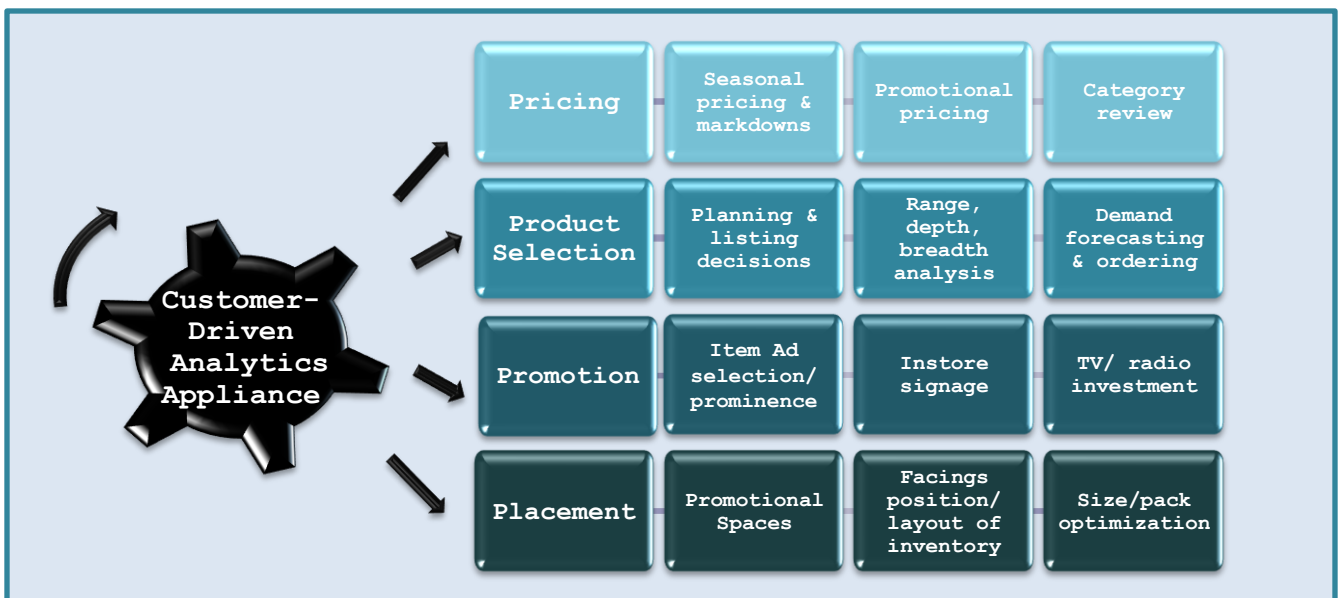 Customer-
Driven
Analytics
Appliance
Pricing
Seasonal
pricing &
markdowns
Promotional
pricing
Category
review
Product
Selection
Planning &
listing
decisions
Range,
depth,
breadth
analysis
Demand
forecasting
& ordering
Promotion
Item Ad
selection/
prominence
Instore
signage
TV/ radio
investment
Placement
Promotional
Spaces
Facings
position/
layout of
inventory
Size/pack
optimization